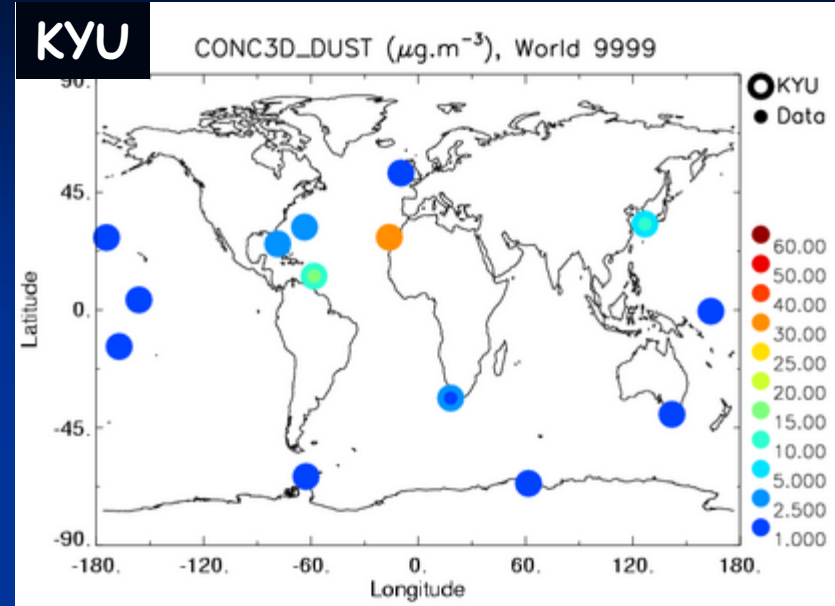 KYU
CONC3D_DUST (μg.m⁻³), World 9999
KYU
Data
90.
45.
0.
-45.
-90.
Latitude
60.00
50.00
40.00
30.00
25.00
20.00
15.00
10.00
5.000
2.500
1.000
-180. -120. -60. 0. 60. 120. 180.
Longitude